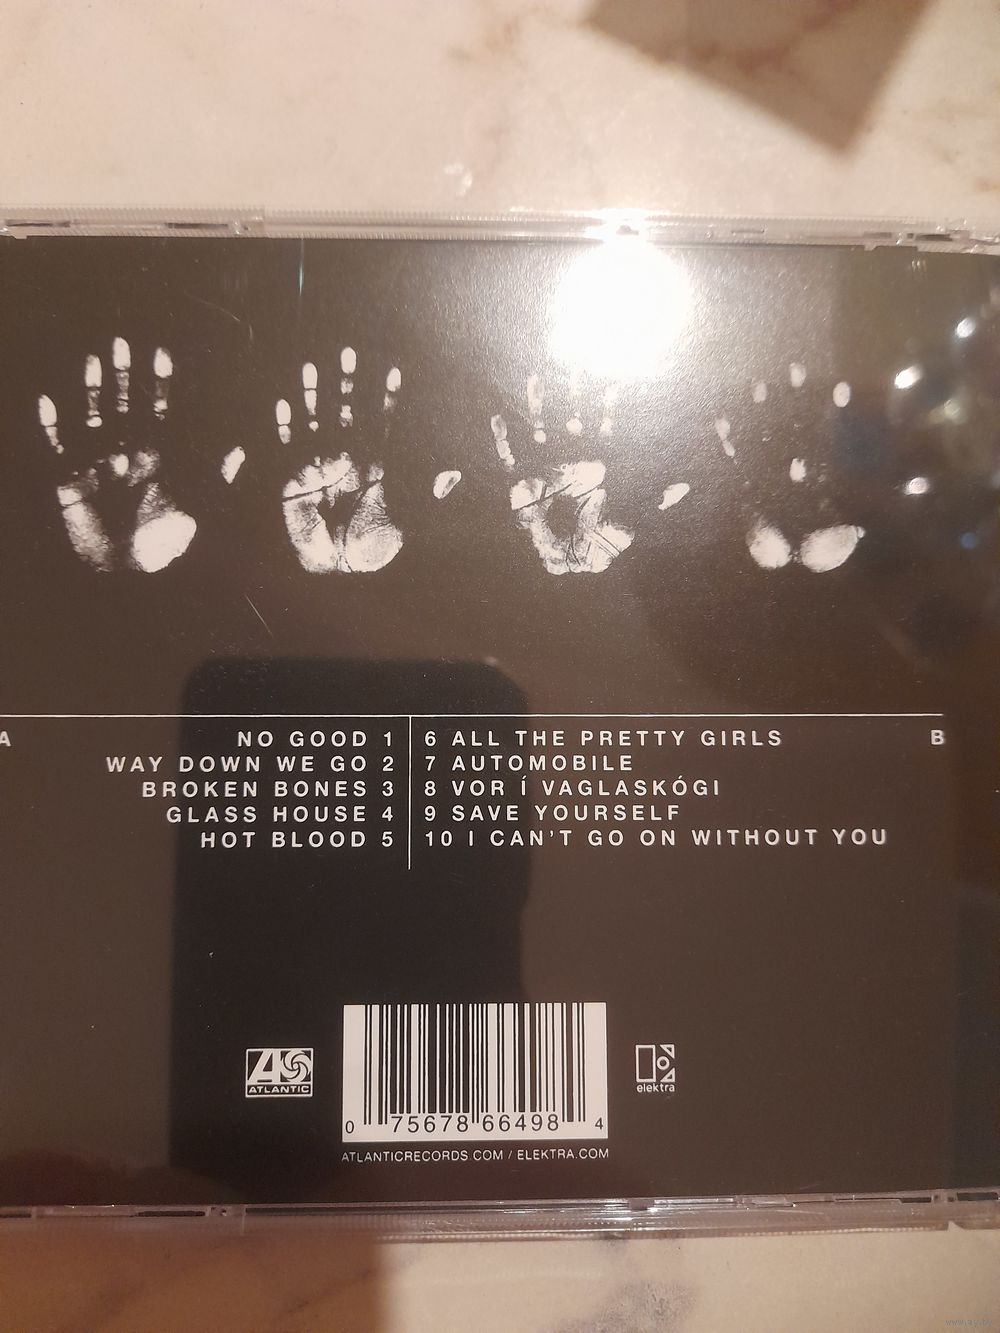 A
NO GOOD 1
WAY DOWN WE GO 2
BROKEN BONES 3
GLASS HOUSE 4
HOT BLOOD 5
6 ALL THE PRETTY GIRLS
7 AUTOMOBILE
8 VOR Í VAGLASKÓGI
9 SAVE YOURSELF
10 I CAN'T GO ON WITHOUT YOU
B
ATLANTIC
0 75678 66498 4
elektra
ATLANTICRECORDS.COM / ELEKTRA.COM